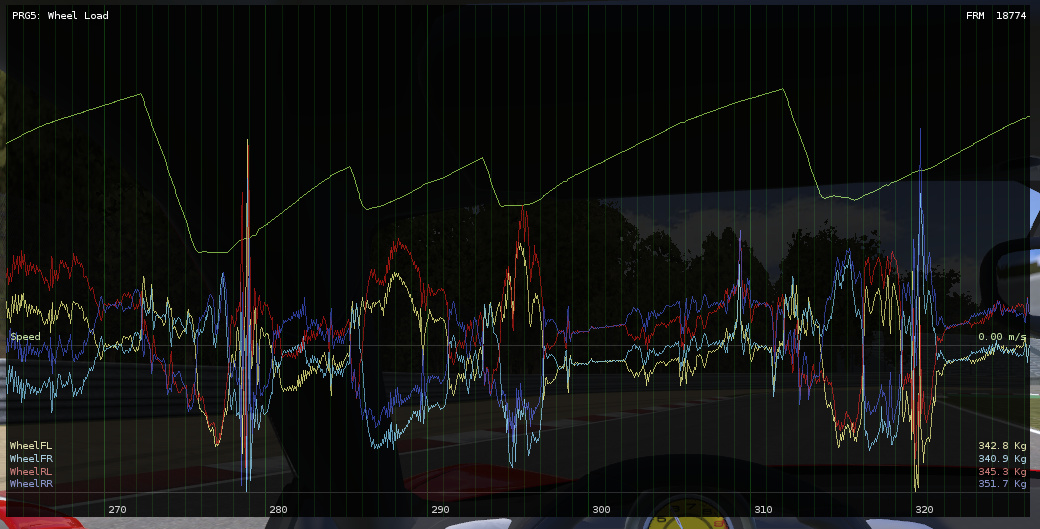 PRG5: Wheel Load FRM 18774
Speed 0.00 m/s
WheelFL 342.8 Kg
WheelFR 340.9 Kg
WheelRL 345.3 Kg
WheelRR 351.7 Kg
270 280 290 300 310 320